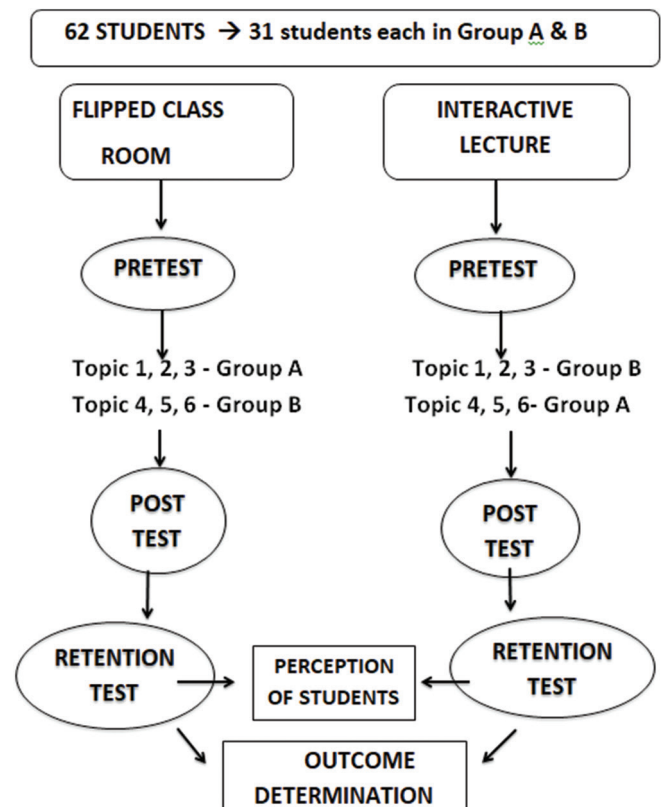 62 STUDENTS → 31 students each in Group A & B
FLIPPED CLASS
ROOM
INTERACTIVE
LECTURE
PRETEST
PRETEST
Topic 1, 2, 3 - Group A
Topic 4, 5, 6 - Group B
Topic 1, 2, 3 - Group B
Topic 4, 5, 6- Group A
POST
TEST
POST
TEST
RETENTION
TEST
PERCEPTION
OF STUDENTS
RETENTION
TEST
OUTCOME
DETERMINATION